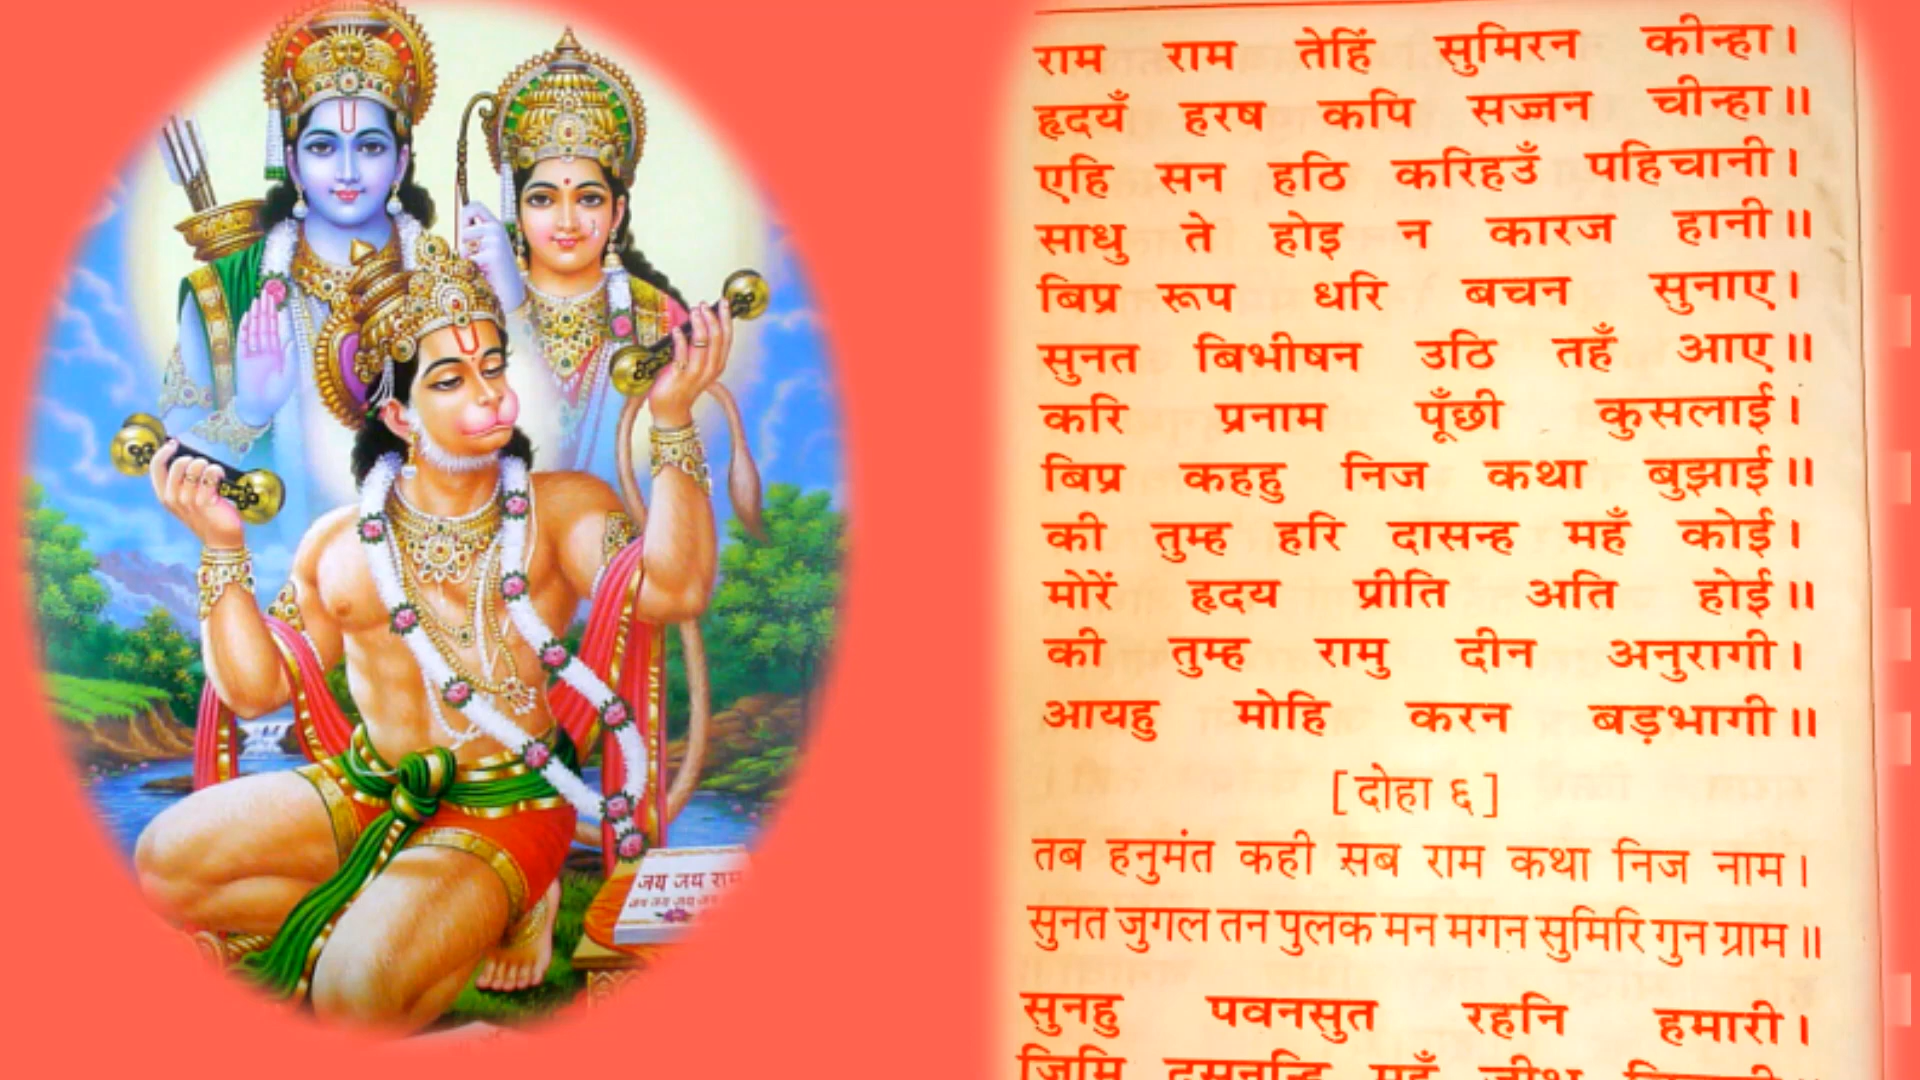 राम राम तेहिं सुमिरन कीन्हा।
हृदयँ हरष कपि सज्जन चीन्हा॥
एहि सन हठि करिहउँ पहिचानी।
साधु ते होइ न कारज हानी॥
बिप्र रूप धरि बचन सुनाए।
सुनत बिभीषन उठि तहँ आए॥
करि प्रनाम पूँछी कुसलाई।
बिप्र कहहु निज कथा बुझाई॥
की तुम्ह हरि दासन्ह महँ कोई।
मोरें हृदय प्रीति अति होई॥
की तुम्ह रामु दीन अनुरागी।
आयहु मोहि करन बड़भागी॥
[दोहा ६]
तब हनुमंत कही सब राम कथा निज नाम।
सुनत जुगल तन पुलक मन मगन सुमिरि गुन ग्राम॥
सुनहु पवनसुत रहनि हमारी।
जय जय राम